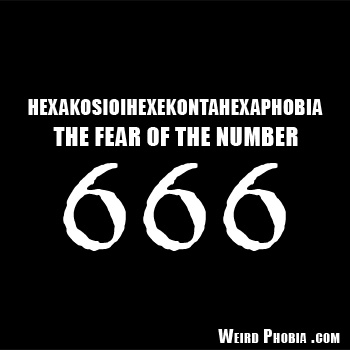 HEXAKOSIOIHEXEKONTAHEXAPHOBIA
THE FEAR OF THE NUMBER
666
WEIRD PHOBIA .COM